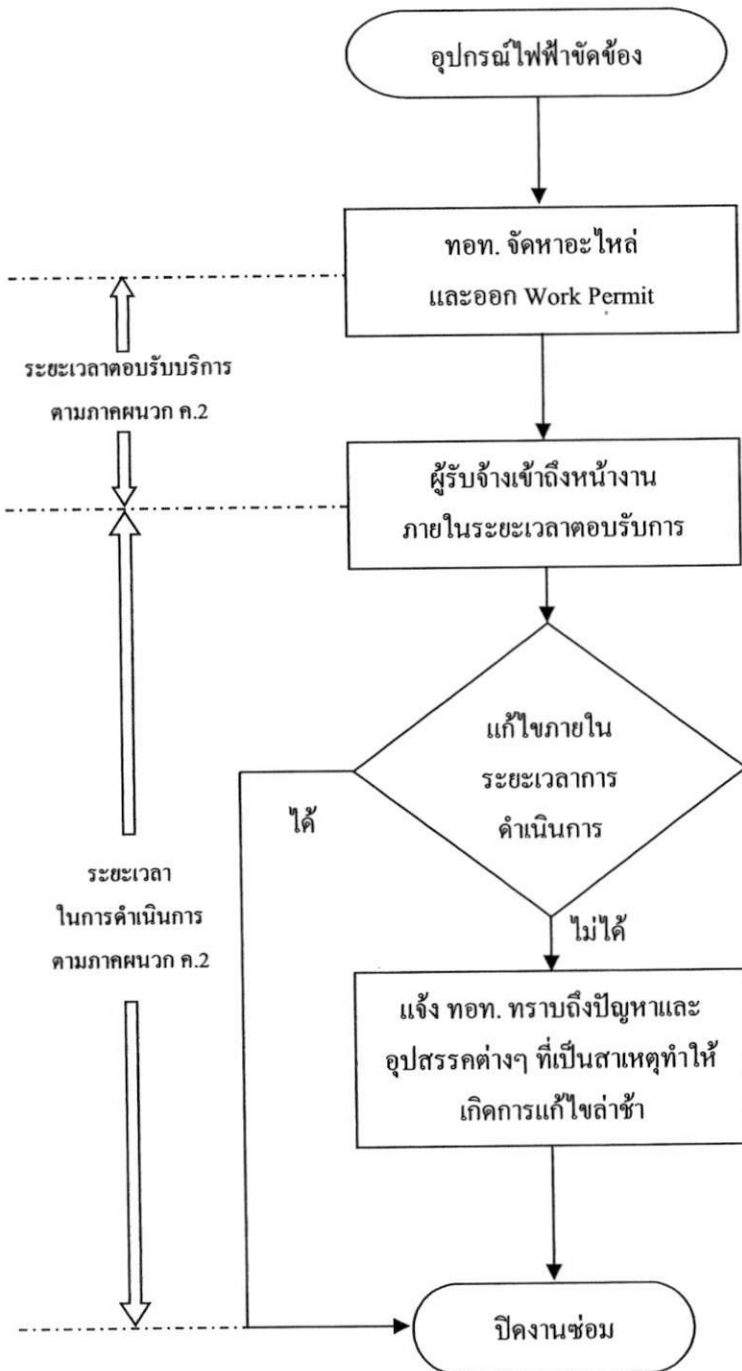 อุปกรณ์ไฟฟ้าขัดข้อง
ทอท. จัดหาอะไหล่
และออก Work Permit
ระยะเวลาตอบรับบริการ
ตามภาคผนวก ค.2
ผู้รับจ้างเข้าถึงหน้างาน
ภายในระยะเวลาตอบรับการ
แก้ไขภายใน
ระยะเวลาการ
ดำเนินการ
ได้
ไม่ได้
ระยะเวลา
ในการดำเนินการ
ตามภาคผนวก ค.2
แจ้ง ทอท. ทราบถึงปัญหาและ
อุปสรรคต่างๆ ที่เป็นสาเหตุทำให้
เกิดการแก้ไขล่าช้า
ปิดงานซ่อม